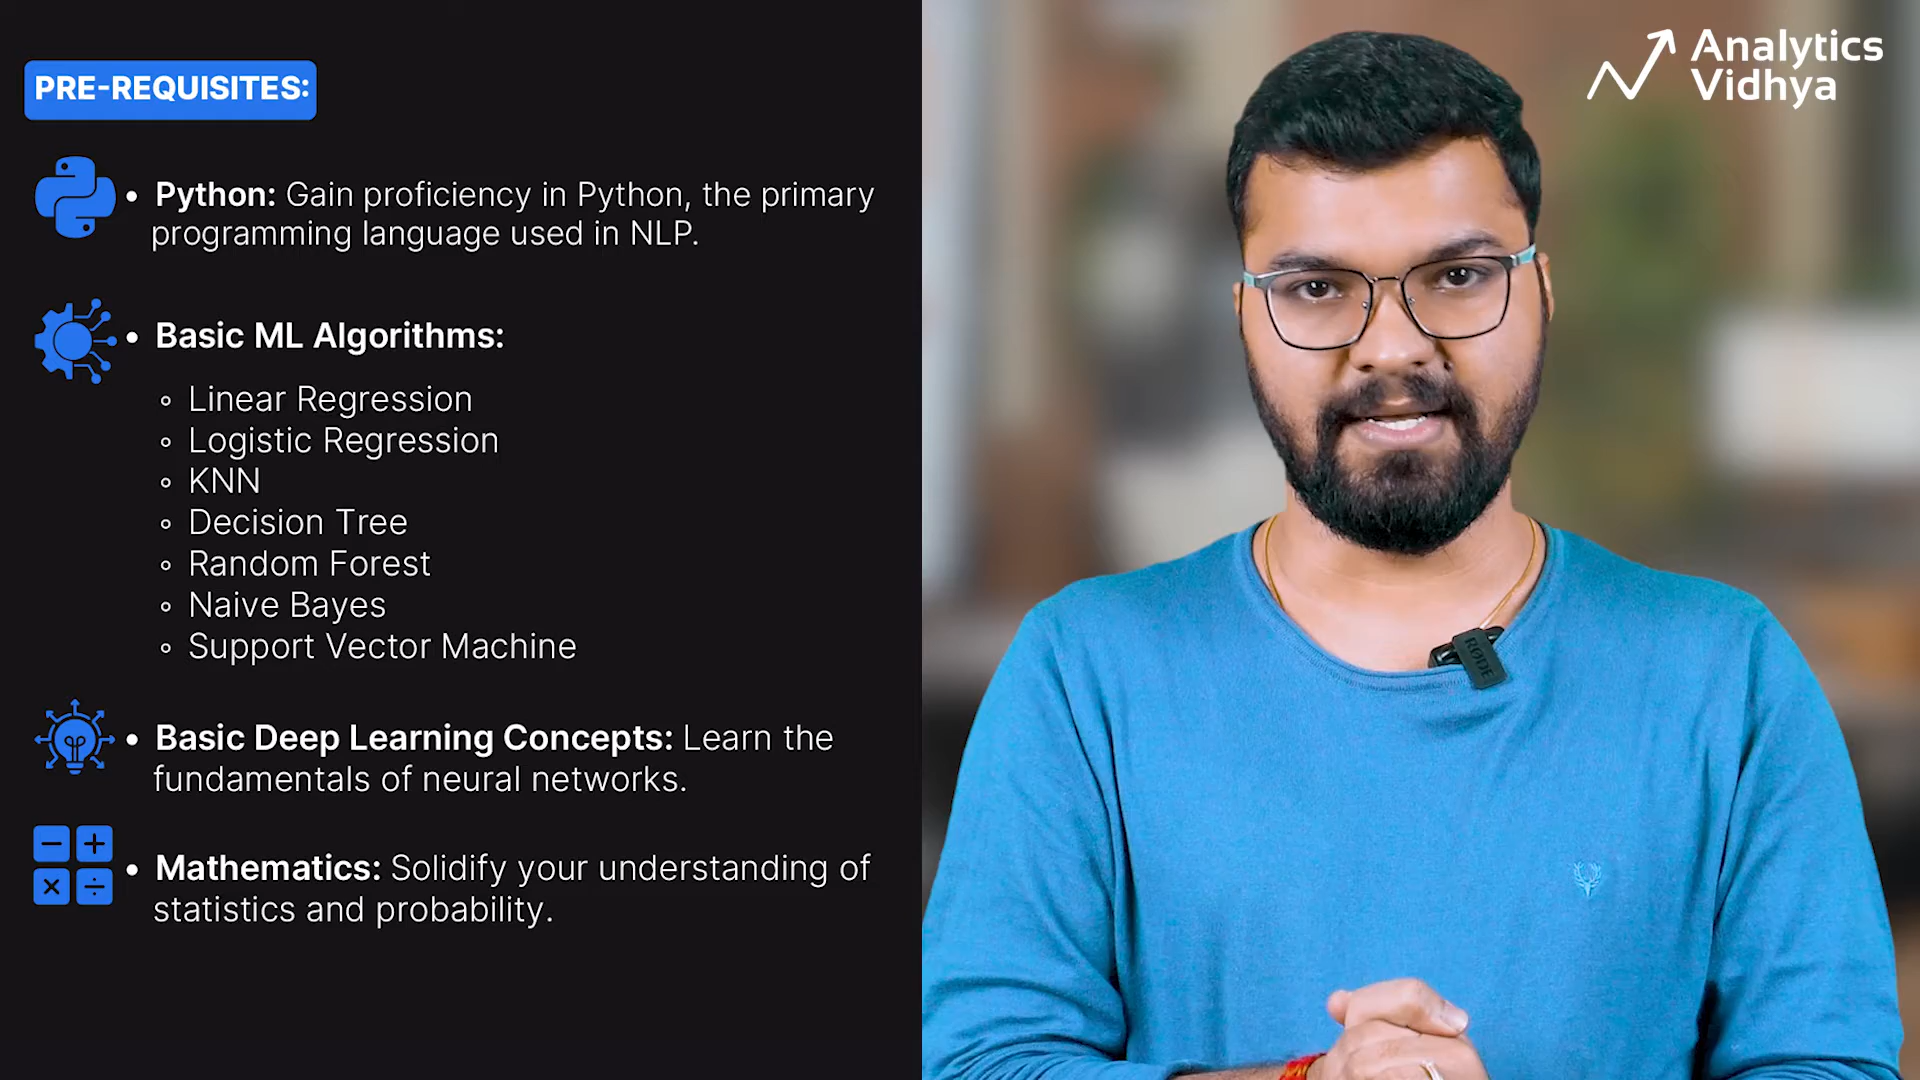 PRE-REQUISITES:
• Python: Gain proficiency in Python, the primary
programming language used in NLP.
• Basic ML Algorithms:
◦ Linear Regression
◦ Logistic Regression
◦ KNN
◦ Decision Tree
◦ Random Forest
◦ Naive Bayes
◦ Support Vector Machine
• Basic Deep Learning Concepts: Learn the
fundamentals of neural networks.
• Mathematics: Solidify your understanding of
statistics and probability.
Analytics
Vidhya
RØDE